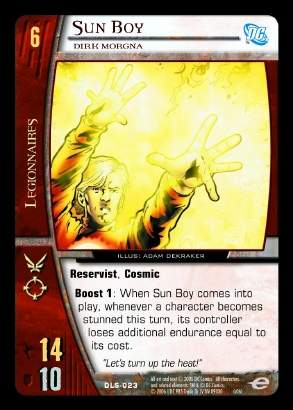 6
SUN BOY
DIRK MORGNA
DC
LEGIONNAIRES
ILLUS: ADAM DEKRAKER
Reservist, Cosmic
Boost 1: When Sun Boy comes into
play, whenever a character becomes
stunned this turn, its controller
loses additional endurance equal to
its cost.
"Let's turn up the heat!"
14
10
DLS-023